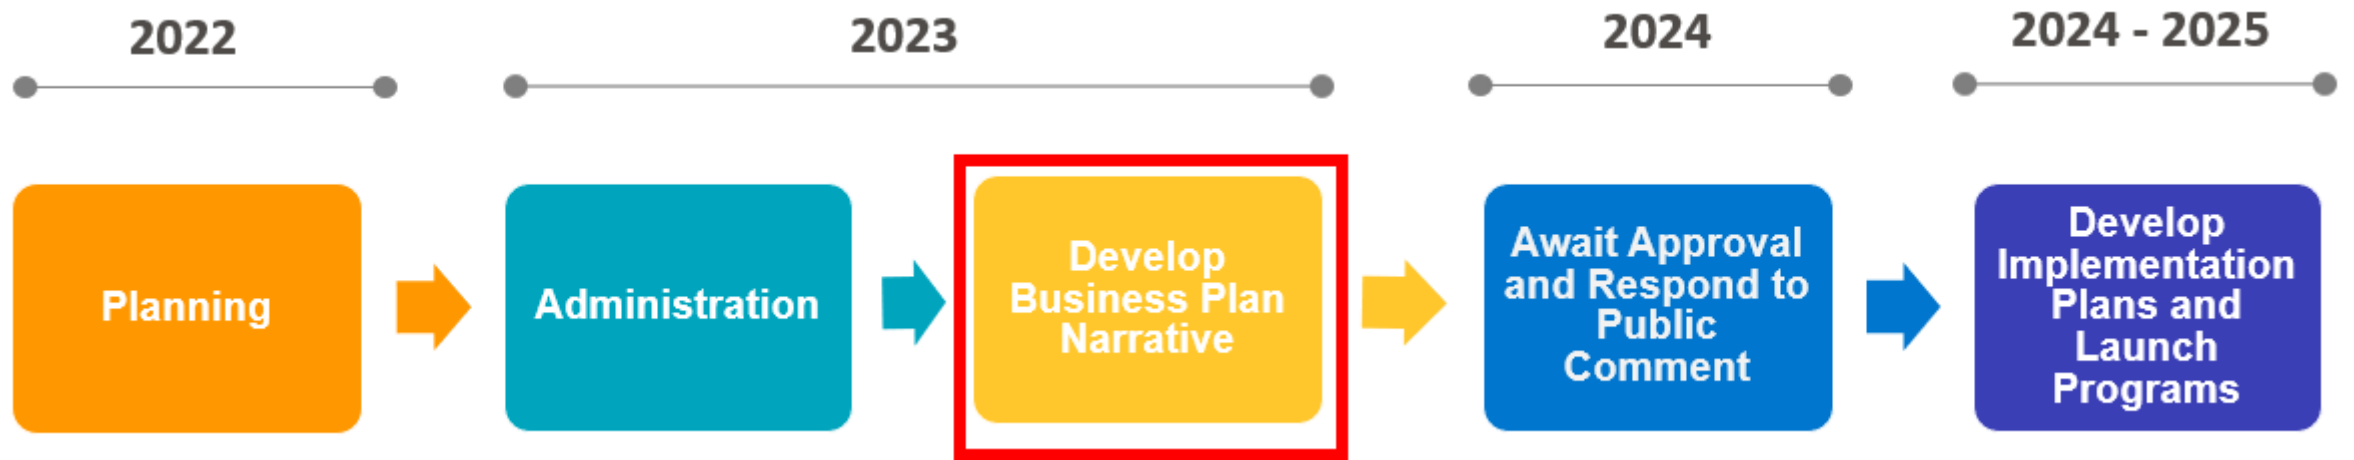 2022
2023
2024
2024 - 2025
Planning
Administration
Develop
Business Plan
Narrative
Await Approval
and Respond to
Public
Comment
Develop
Implementation
Plans and
Launch
Programs